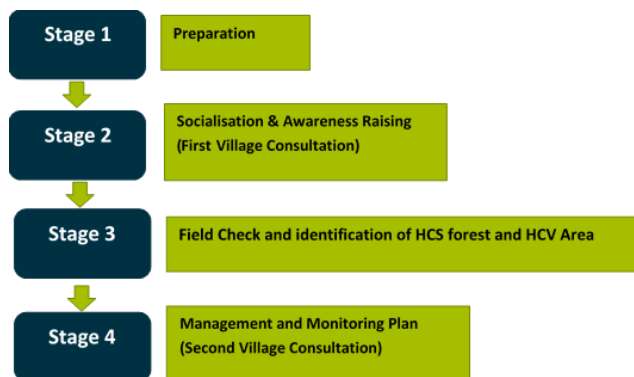 Stage 1
Preparation
Stage 2
Socialisation & Awareness Raising
(First Village Consultation)
Stage 3
Field Check and identification of HCS forest and HCV Area
Stage 4
Management and Monitoring Plan
(Second Village Consultation)